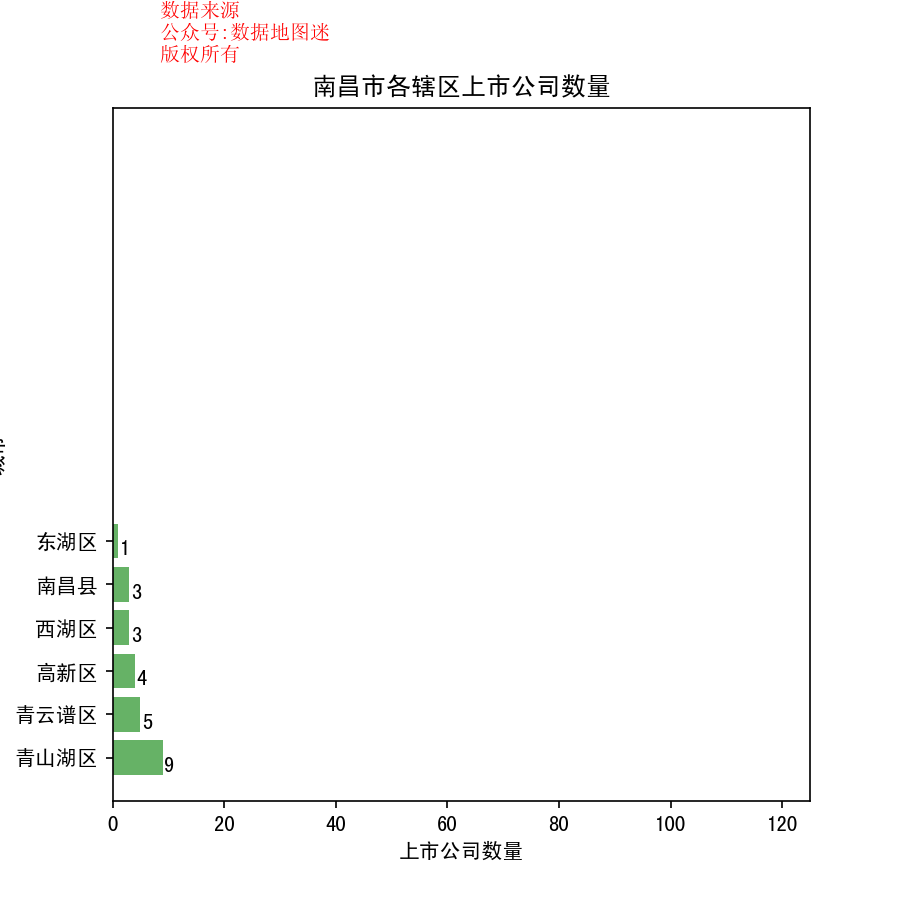 数据来源
公众号:数据地图迷
版权所有
南昌市各辖区上市公司数量
东湖区 1
南昌县 3
西湖区 3
高新区 4
青云谱区 5
青山湖区 9
0 20 40 60 80 100 120
上市公司数量